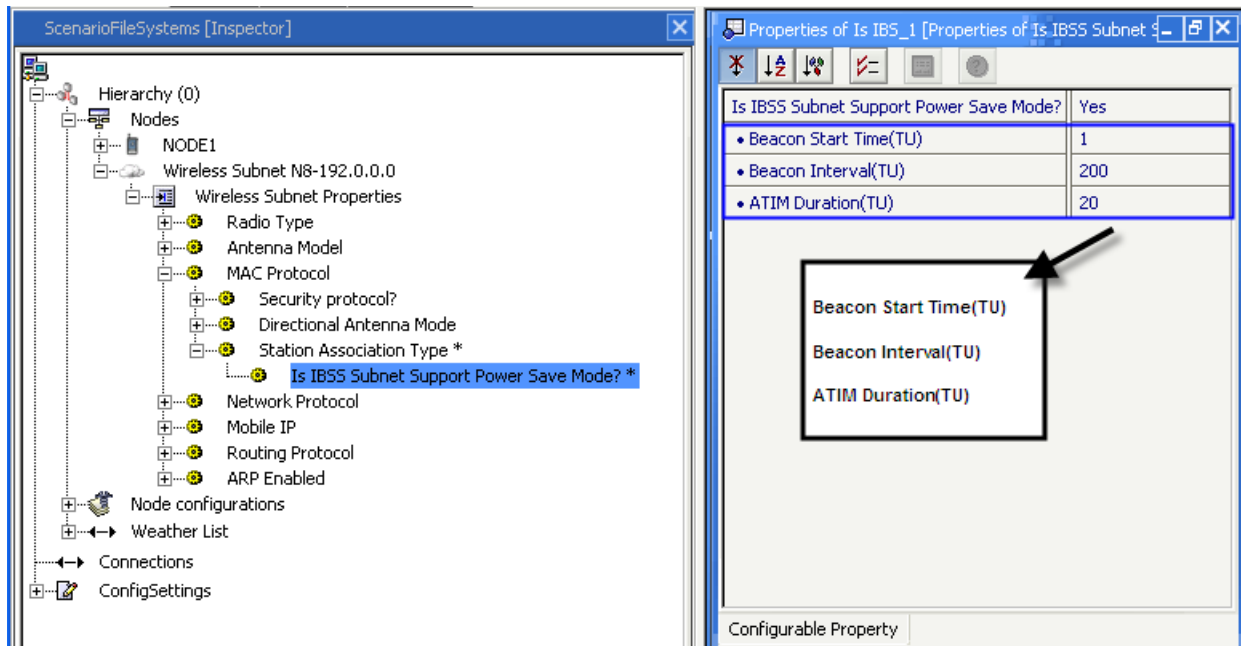 ScenarioFileSystems [Inspector]
Hierarchy (0)
Nodes
NODE1
Wireless Subnet N8-192.0.0.0
Wireless Subnet Properties
Radio Type
Antenna Model
MAC Protocol
Security protocol?
Directional Antenna Mode
Station Association Type *
Is IBSS Subnet Support Power Save Mode? *
Network Protocol
Mobile IP
Routing Protocol
ARP Enabled
Node configurations
Weather List
Connections
ConfigSettings
Properties of Is IBS_1 [Properties of Is IBSS Subnet S
Is IBSS Subnet Support Power Save Mode? Yes
• Beacon Start Time(TU) 1
• Beacon Interval(TU) 200
• ATIM Duration(TU) 20
Beacon Start Time(TU)
Beacon Interval(TU)
ATIM Duration(TU)
Configurable Property